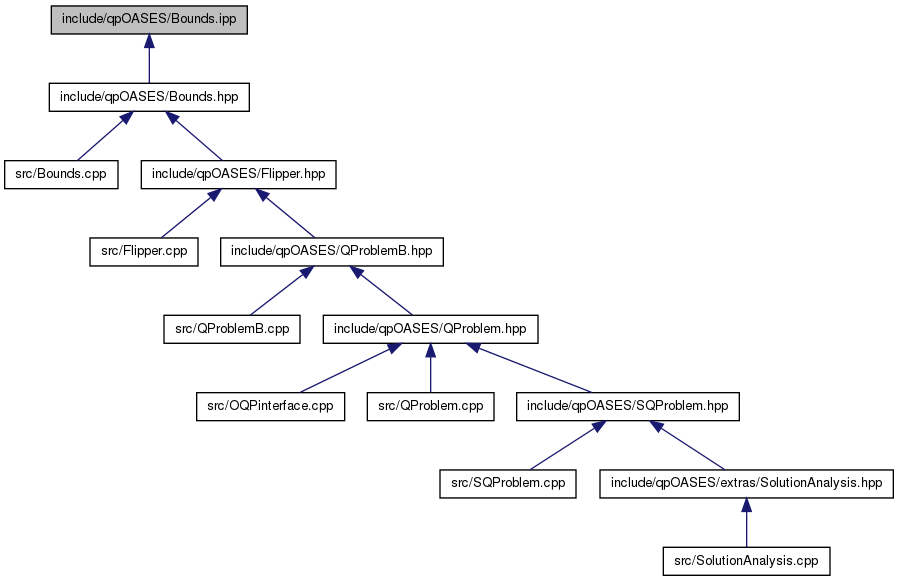 include/qpOASES/Bounds.ipp
include/qpOASES/Bounds.hpp
src/Bounds.cpp
include/qpOASES/Flipper.hpp
src/Flipper.cpp
include/qpOASES/QProblemB.hpp
src/QProblemB.cpp
include/qpOASES/QProblem.hpp
src/OQPinterface.cpp
src/QProblem.cpp
include/qpOASES/SQProblem.hpp
src/SQProblem.cpp
include/qpOASES/extras/SolutionAnalysis.hpp
src/SolutionAnalysis.cpp